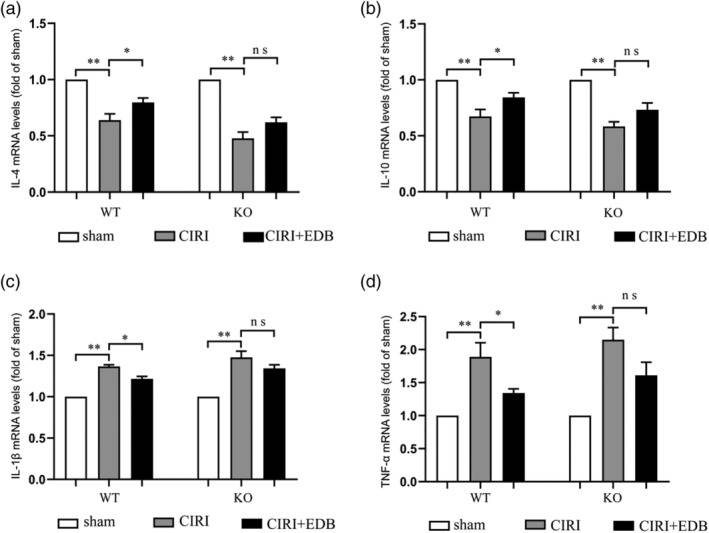 (a)
IL-4 mRNA levels (fold of sham)
1.5
1.0
0.5
0.0
** * ** n s
WT KO
sham CIRI CIRI+EDB
(b)
IL-10 mRNA levels (fold of sham)
1.5
1.0
0.5
0.0
** * ** n s
WT KO
sham CIRI CIRI+EDB
(c)
IL-1β mRNA levels (fold of sham)
2.0
1.5
1.0
0.5
0.0
** * ** n s
WT KO
sham CIRI CIRI+EDB
(d)
TNF-α mRNA levels (fold of sham)
2.5
2.0
1.5
1.0
0.5
0.0
** * ** n s
WT KO
sham CIRI CIRI+EDB